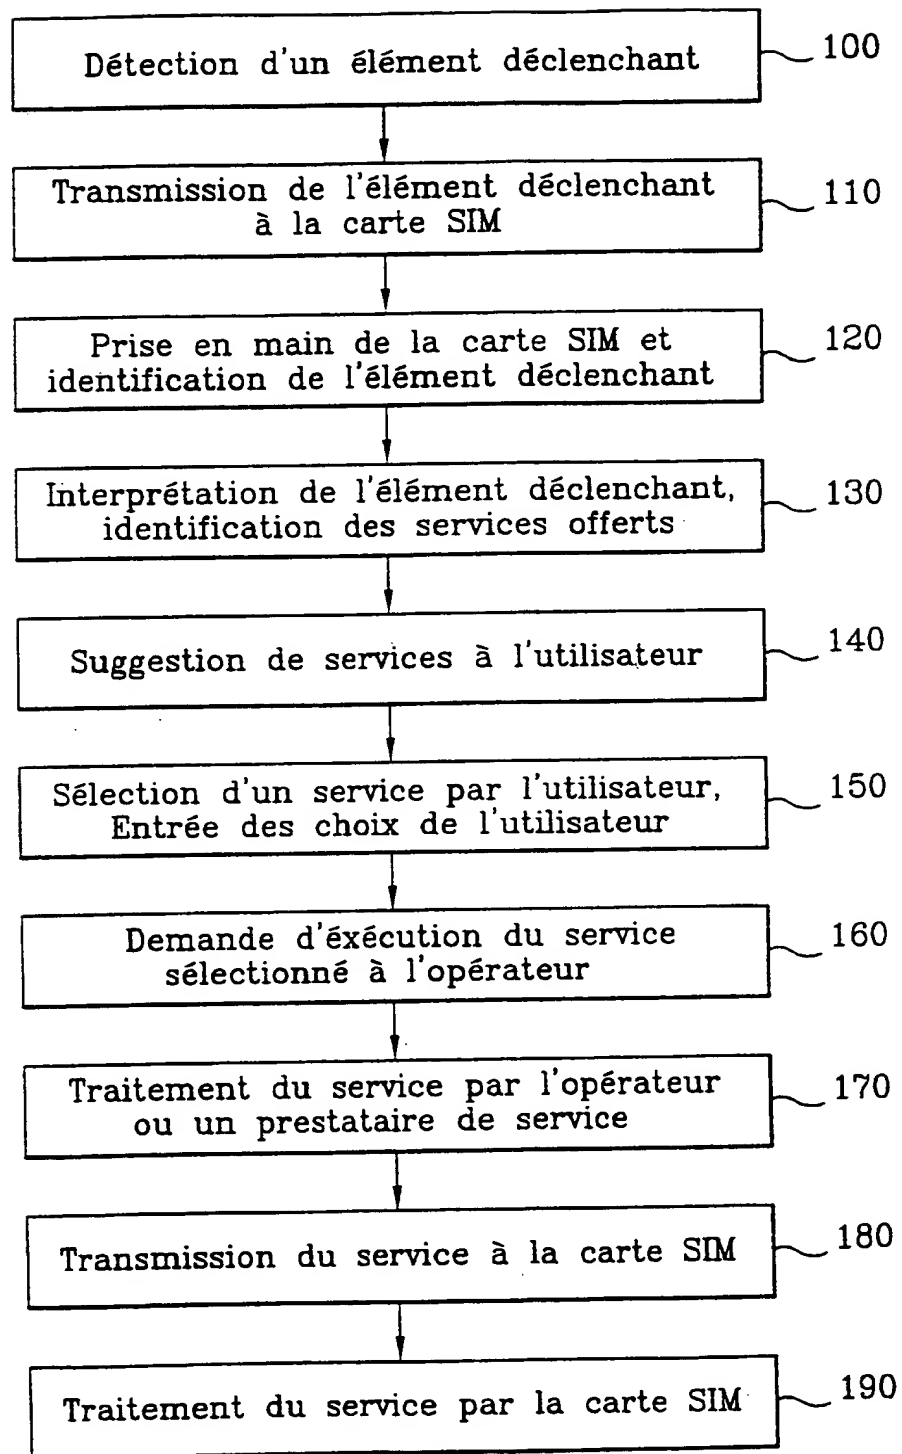 Détection d'un élément déclenchant
100
Transmission de l'élément déclenchant
à la carte SIM
110
Prise en main de la carte SIM et
identification de l'élément déclenchant
120
Interprétation de l'élément déclenchant,
identification des services offerts
130
Suggestion de services à l'utilisateur
140
Sélection d'un service par l'utilisateur,
Entrée des choix de l'utilisateur
150
Demande d'éxécution du service
sélectionné à l'opérateur
160
Traitement du service par l'opérateur
ou un prestataire de service
170
Transmission du service à la carte SIM
180
Traitement du service par la carte SIM
190